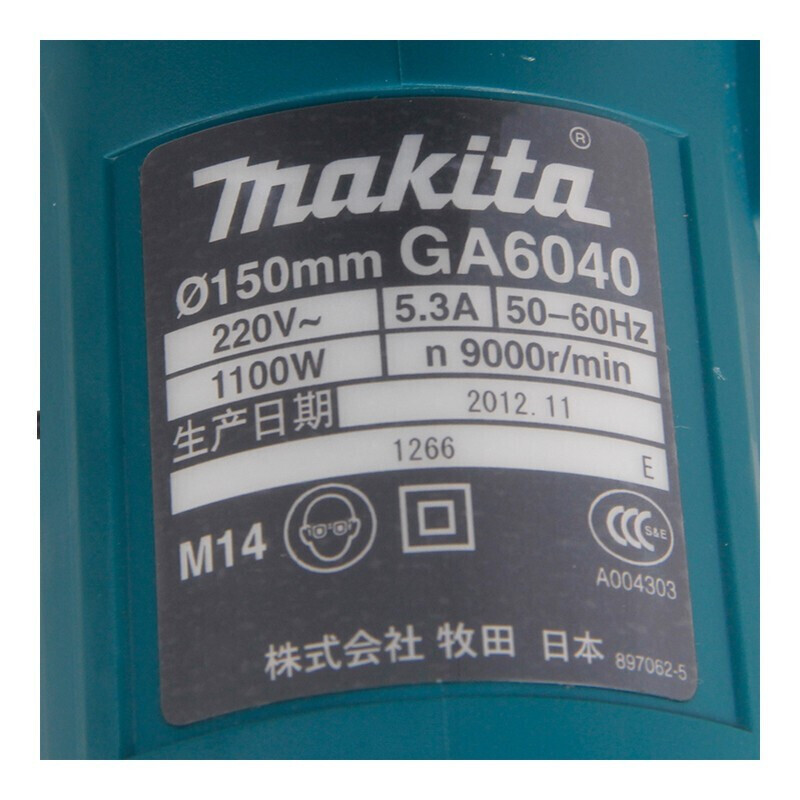 makita®
Ø150mm GA6040
220V~ 5.3A 50–60Hz
1100W n 9000r/min
生产日期 2012.11
1266 E
M14 CCC S&E
A004303
株式会社 牧田 日本 897062-5